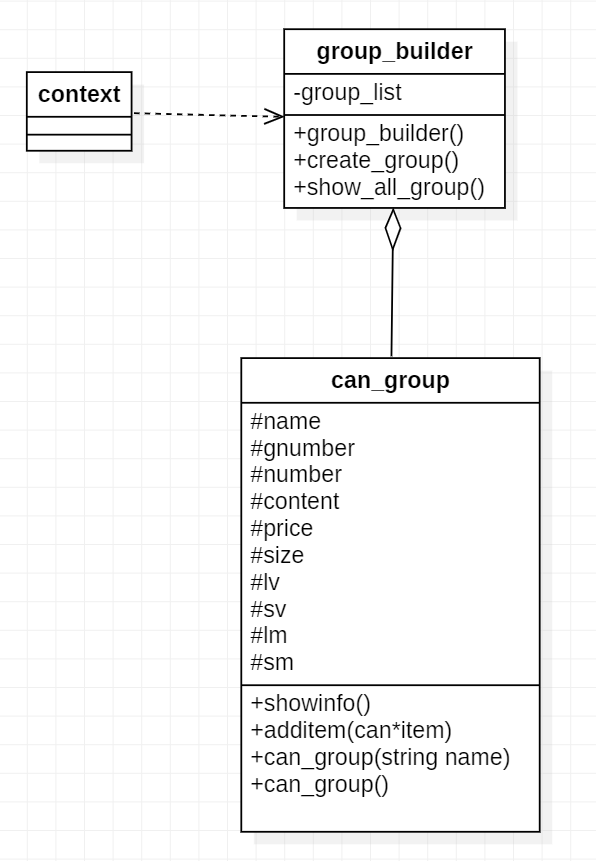 context
group_builder
-group_list
+group_builder()
+create_group()
+show_all_group()
can_group
#name
#gnumber
#number
#content
#price
#size
#lv
#sv
#lm
#sm
+showinfo()
+additem(can*item)
+can_group(string name)
+can_group()